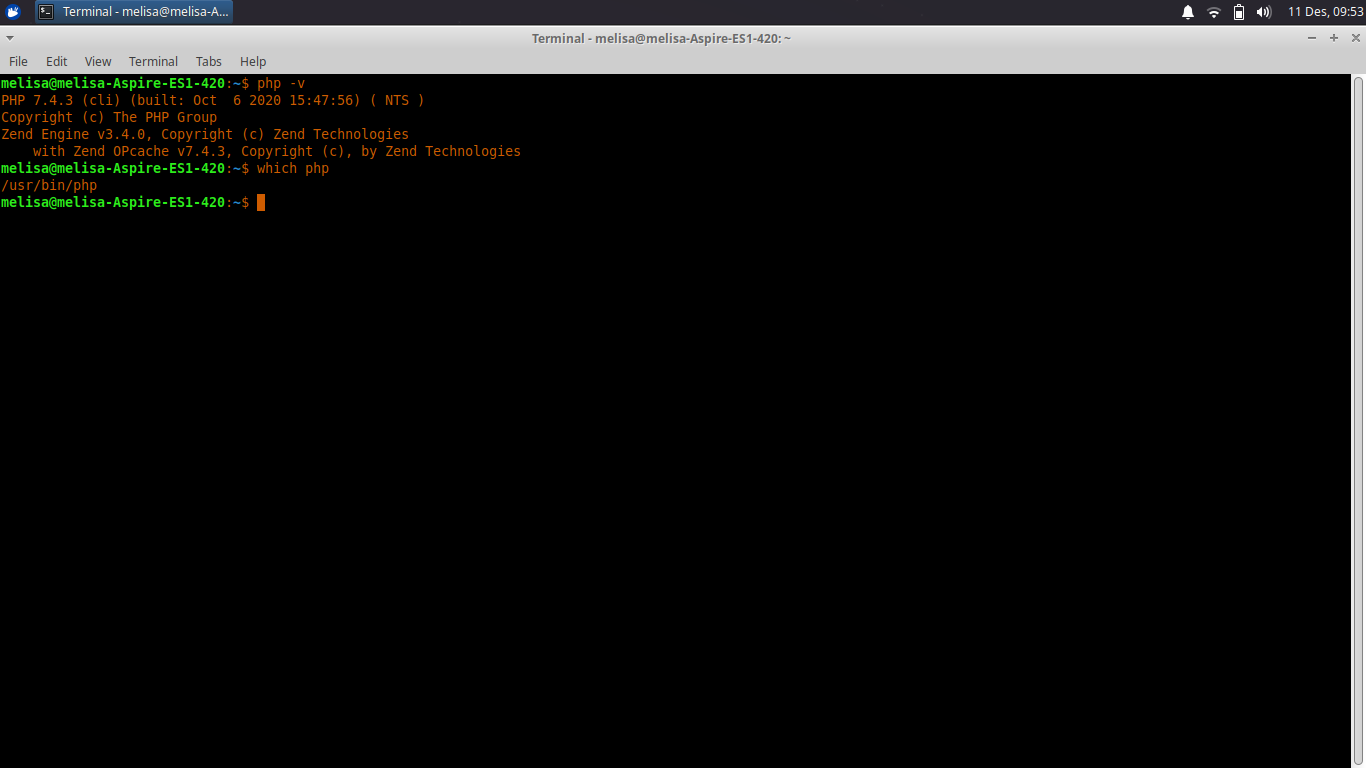 Terminal - melisa@melisa-A...
11 Des, 09:53
Terminal - melisa@melisa-Aspire-ES1-420: ~
File Edit View Terminal Tabs Help
melisa@melisa-Aspire-ES1-420:~$ php -v
PHP 7.4.3 (cli) (built: Oct  6 2020 15:47:56) ( NTS )
Copyright (c) The PHP Group
Zend Engine v3.4.0, Copyright (c) Zend Technologies
    with Zend OPcache v7.4.3, Copyright (c), by Zend Technologies
melisa@melisa-Aspire-ES1-420:~$ which php
/usr/bin/php
melisa@melisa-Aspire-ES1-420:~$